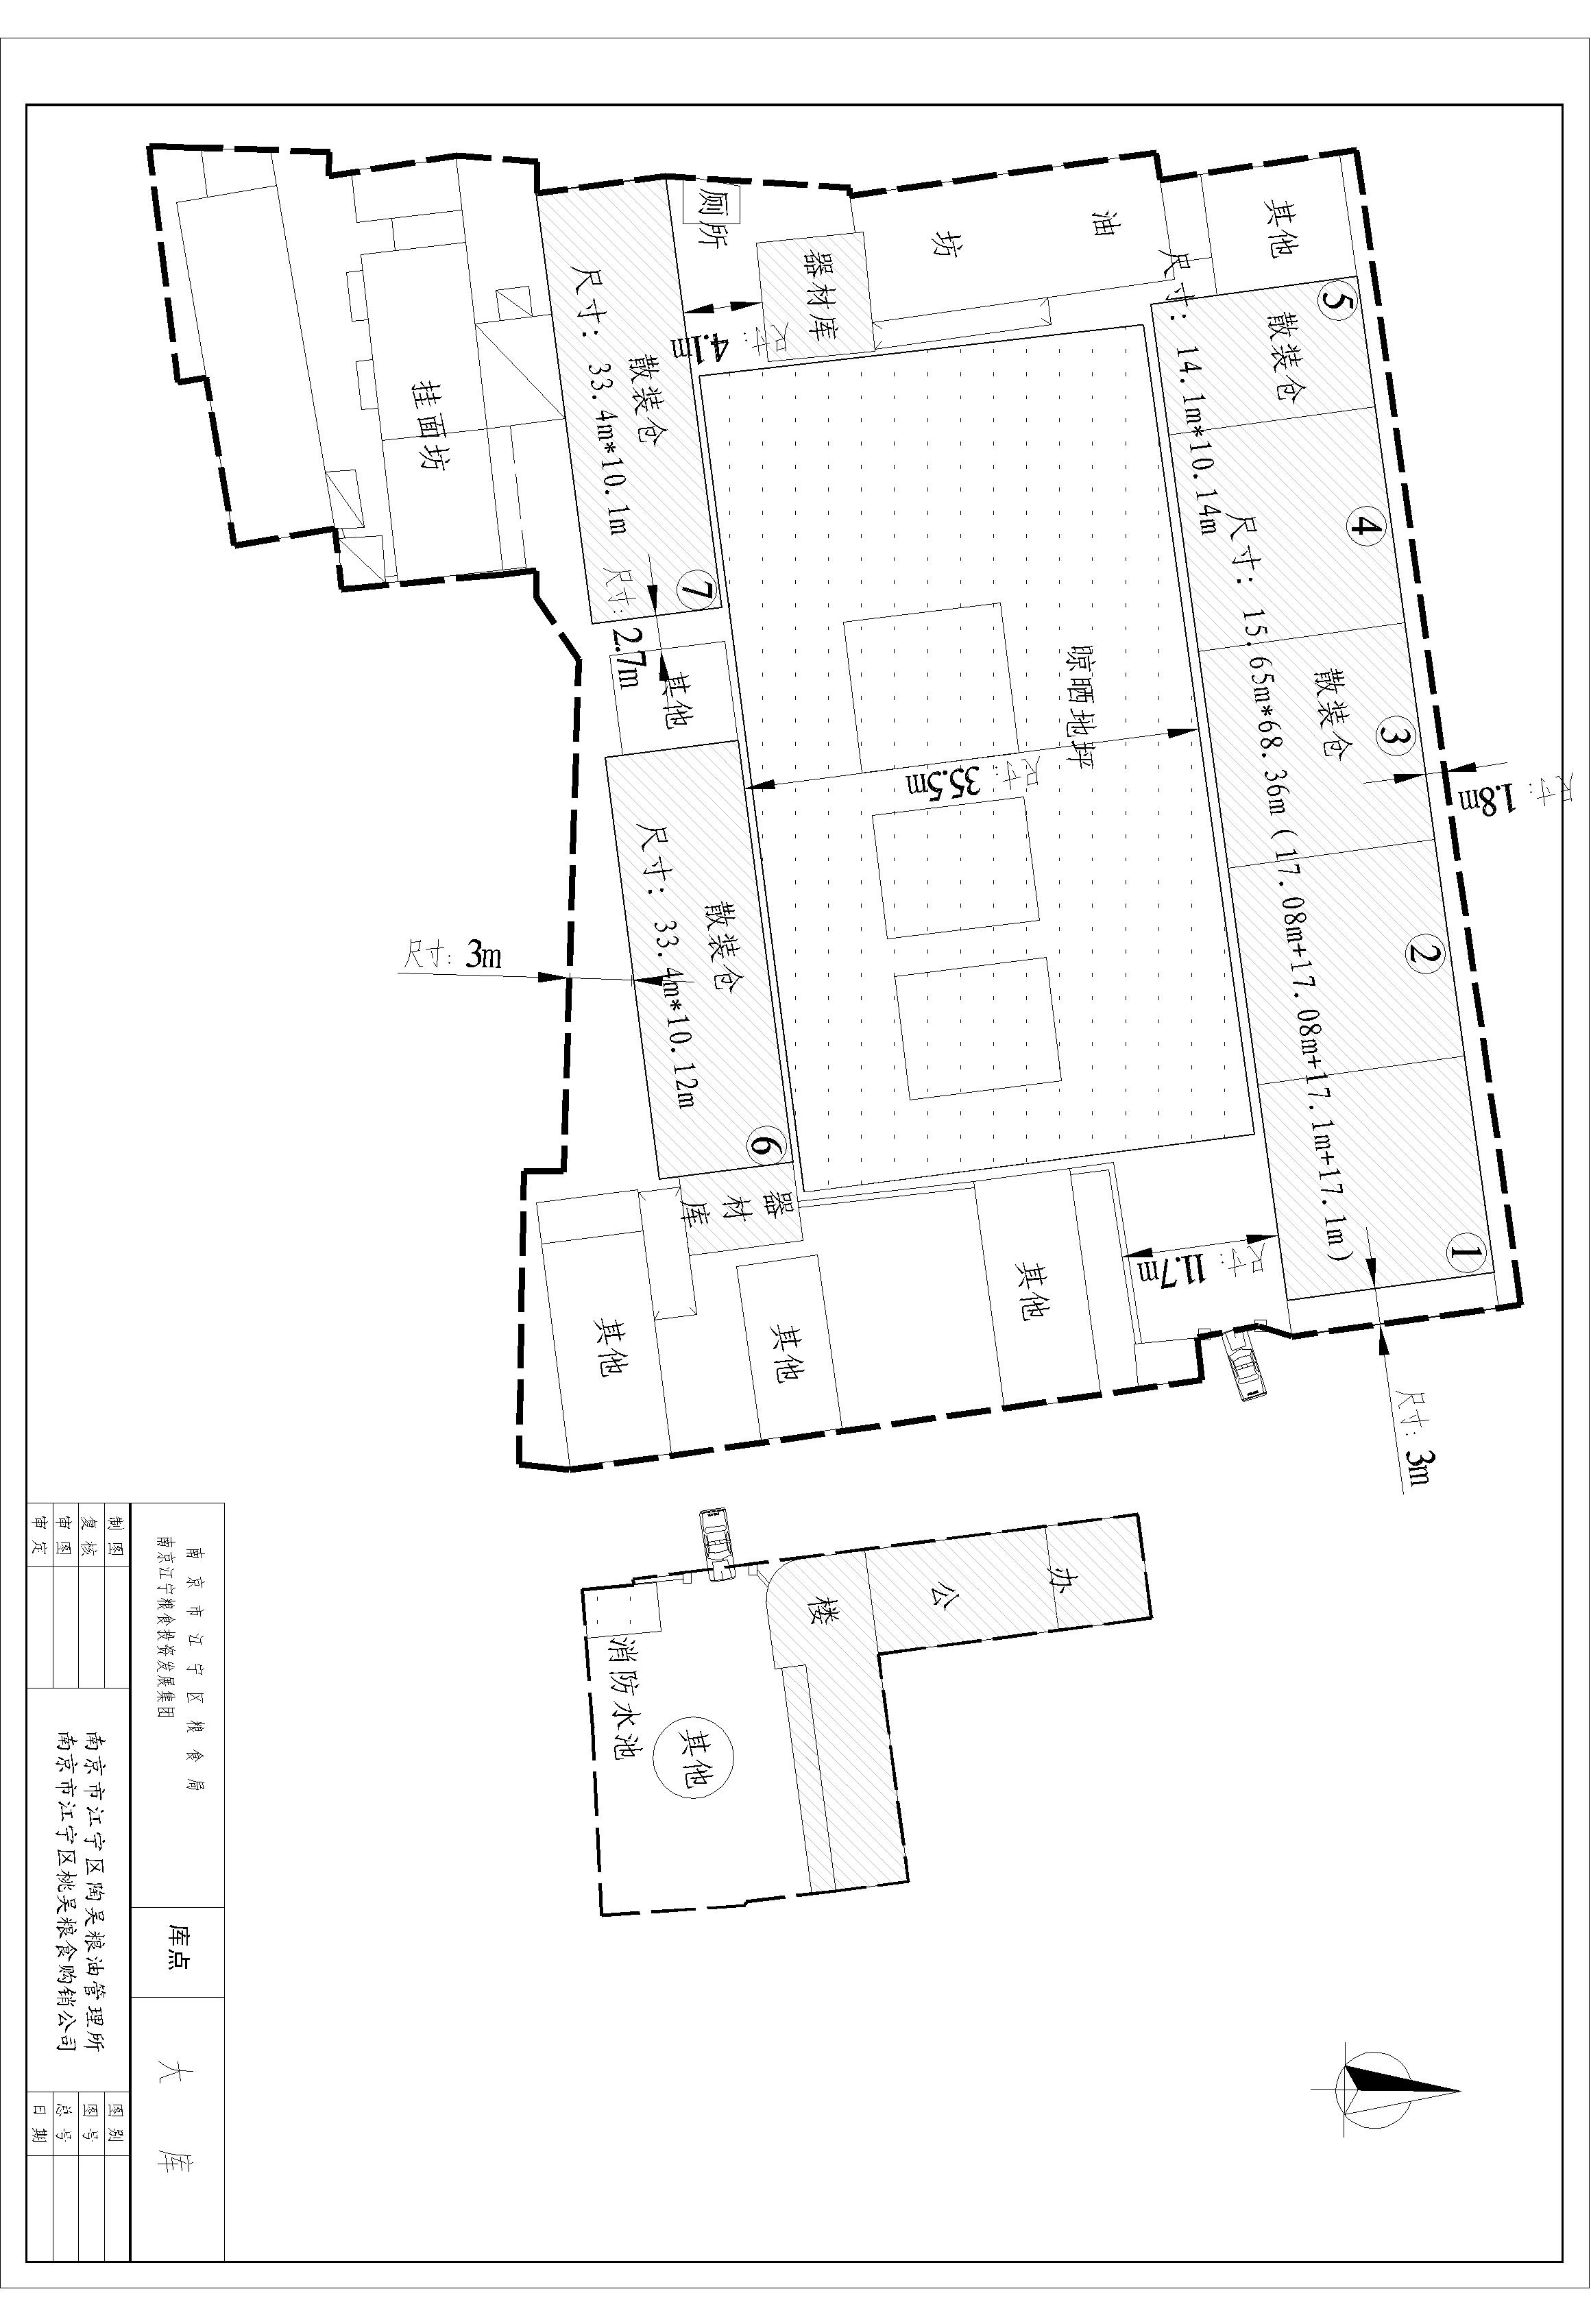 其他
⑤
散装仓
尺寸：14.1m*10.14m
④
尺寸：15.65m*68.36m(17.08m+17.08m+17.1m+17.1m)
散装仓
③
尺寸：1.8m
②
①
尺寸：3m
油坊
厕所
器材库
尺寸：4.1m
散装仓
尺寸：33.4m*10.1m
⑦
尺寸：2.7m
挂面坊
晾晒地坪
尺寸：35.5m
其他
散装仓
尺寸：33.4m*10.12m
⑥
尺寸：3m
器材库
尺寸：11.7m
其他
其他
其他
办公楼
消防水池
其他
南京市江宁区粮食局
南京江宁粮食投资发展集团
库点
大库
制图
复核
审图
审定
南京市江宁区陶吴粮油管理所
南京市江宁区桃吴粮食购销公司
图别
图号
总号
日期